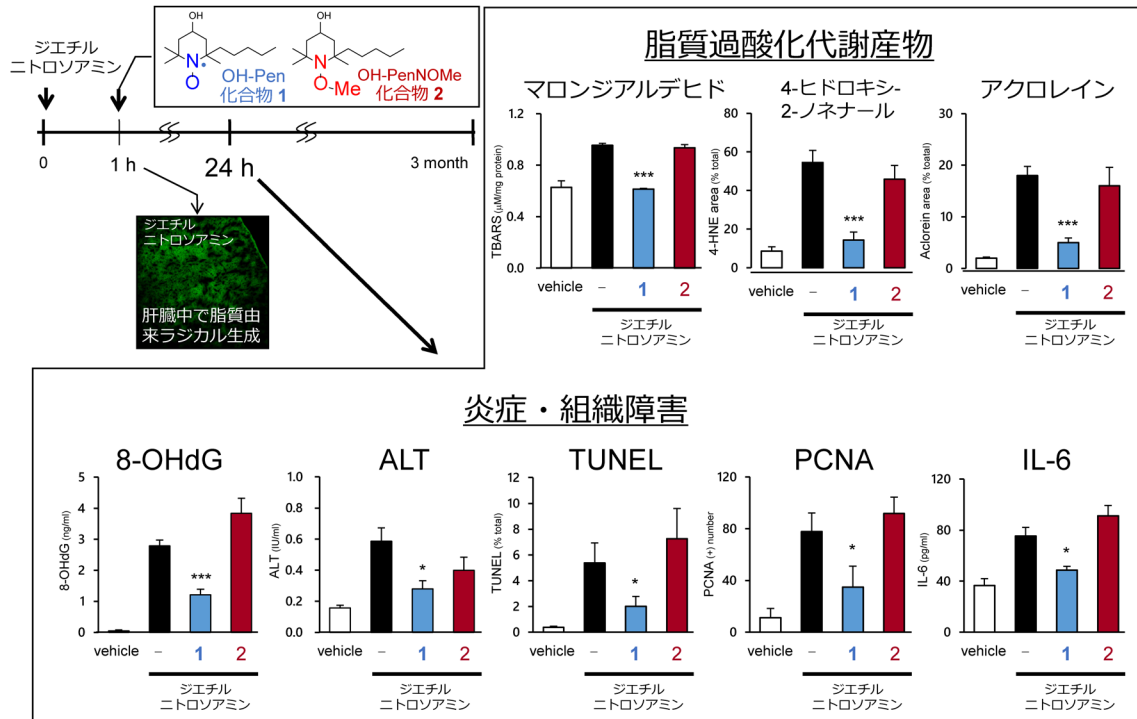 ジエチル
ニトロソアミン
OH
N
O
OH-Pen
化合物 1
OH
N
O
Me
OH-PenNOMe
化合物 2
0
1 h
24 h
3 month
ジエチル
ニトロソアミン
肝臓中で脂質由
来ラジカル生成
脂質過酸化代謝産物
マロンジアルデヒド
TBARS (μM/mg protein)
1.2
0.9
0.6
0.3
0.0
***
vehicle
–
1
2
ジエチル
ニトロソアミン
4-ヒドロキシ-
2-ノネナール
4-HNE area (% total)
80
60
40
20
0
***
vehicle
–
1
2
ジエチル
ニトロソアミン
アクロレイン
Aclorein area (% toatal)
30
20
10
0
***
vehicle
–
1
2
ジエチル
ニトロソアミン
炎症・組織障害
8-OHdG
8-OHdG (ng/ml)
5
4
3
2
1
0
***
vehicle
–
1
2
ジエチル
ニトロソアミン
ALT
ALT (IU/ml)
1.0
0.8
0.6
0.4
0.2
0.0
*
vehicle
–
1
2
ジエチル
ニトロソアミン
TUNEL
TUNEL (% total)
12
10
8
6
4
2
0
*
vehicle
–
1
2
ジエチル
ニトロソアミン
PCNA
PCNA (+) number
120
80
40
0
*
vehicle
–
1
2
ジエチル
ニトロソアミン
IL-6
IL-6 (pg/ml)
120
90
60
30
0
*
vehicle
–
1
2
ジエチル
ニトロソアミン